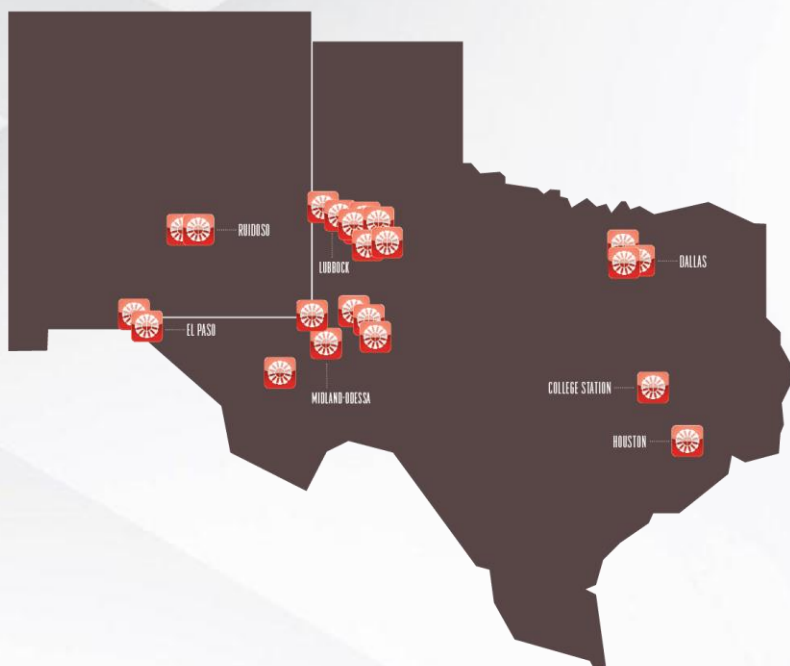 RUIDOSO
LUBBOCK
DALLAS
EL PASO
MIDLAND-ODESSA
COLLEGE STATION
HOUSTON